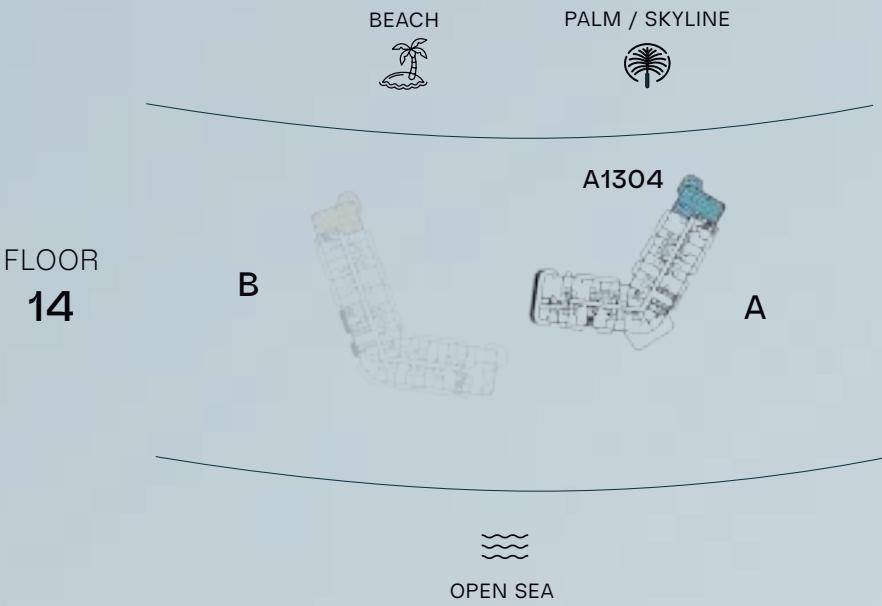 BEACH
PALM / SKYLINE
A1304
FLOOR
14
B
A
OPEN SEA